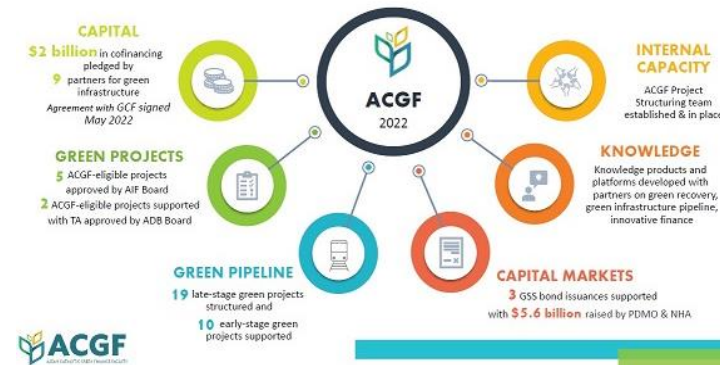 CAPITAL
$2 billion in cofinancing
pledged by
9 partners for green
infrastructure
Agreement with GCF signed
May 2022
GREEN PROJECTS
5 ACGF-eligible projects
approved by AIF Board
2 ACGF-eligible projects supported
with TA approved by ADB Board
GREEN PIPELINE
19 late-stage green projects
structured and
10 early-stage green
projects supported
ACGF
2022
INTERNAL
CAPACITY
ACGF Project
Structuring team
established & in place
KNOWLEDGE
Knowledge products and
platforms developed with
partners on green recovery,
green infrastructure pipeline,
innovative finance
CAPITAL MARKETS
3 GSS bond issuances supported
with $5.6 billion raised by PDMO & NHA
ACGF